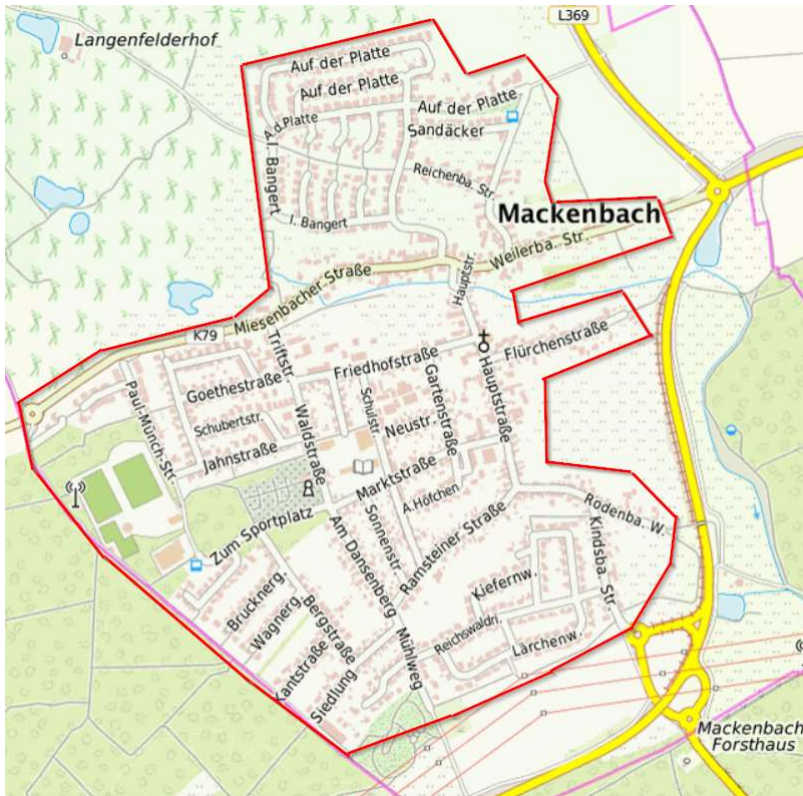 L369
Langenfelderhof
Auf der Platte
Auf der Platte
Auf der Platte
A.d.Platte
Sandäcker
I. Bangert
Reichenba. Str.
I. Bangert
Mackenbach
Weilerba. Str.
Hauptstr.
Miesenbacher Straße
K79
Triftstr.
Friedhofstraße
Flürchenstraße
Goethestraße
Hauptstraße
Gartenstraße
Schulstr.
Paul-Münch-Str.
Schubertstr.
Waldstraße
Neustr.
Jahnstraße
Marktstraße
A.Höfchen
Zum Sportplatz
Sonnenstr.
Ramsteiner Straße
Rodenba. W.
Kindsba. Str.
Am Dansenberg
Brucknerg.
Wagnerg.
Bergstraße
Kiefernw.
Reichswaldri.
Lärchenw.
Mühlweg
Kantstraße
Siedlung
Mackenbach
Forsthaus